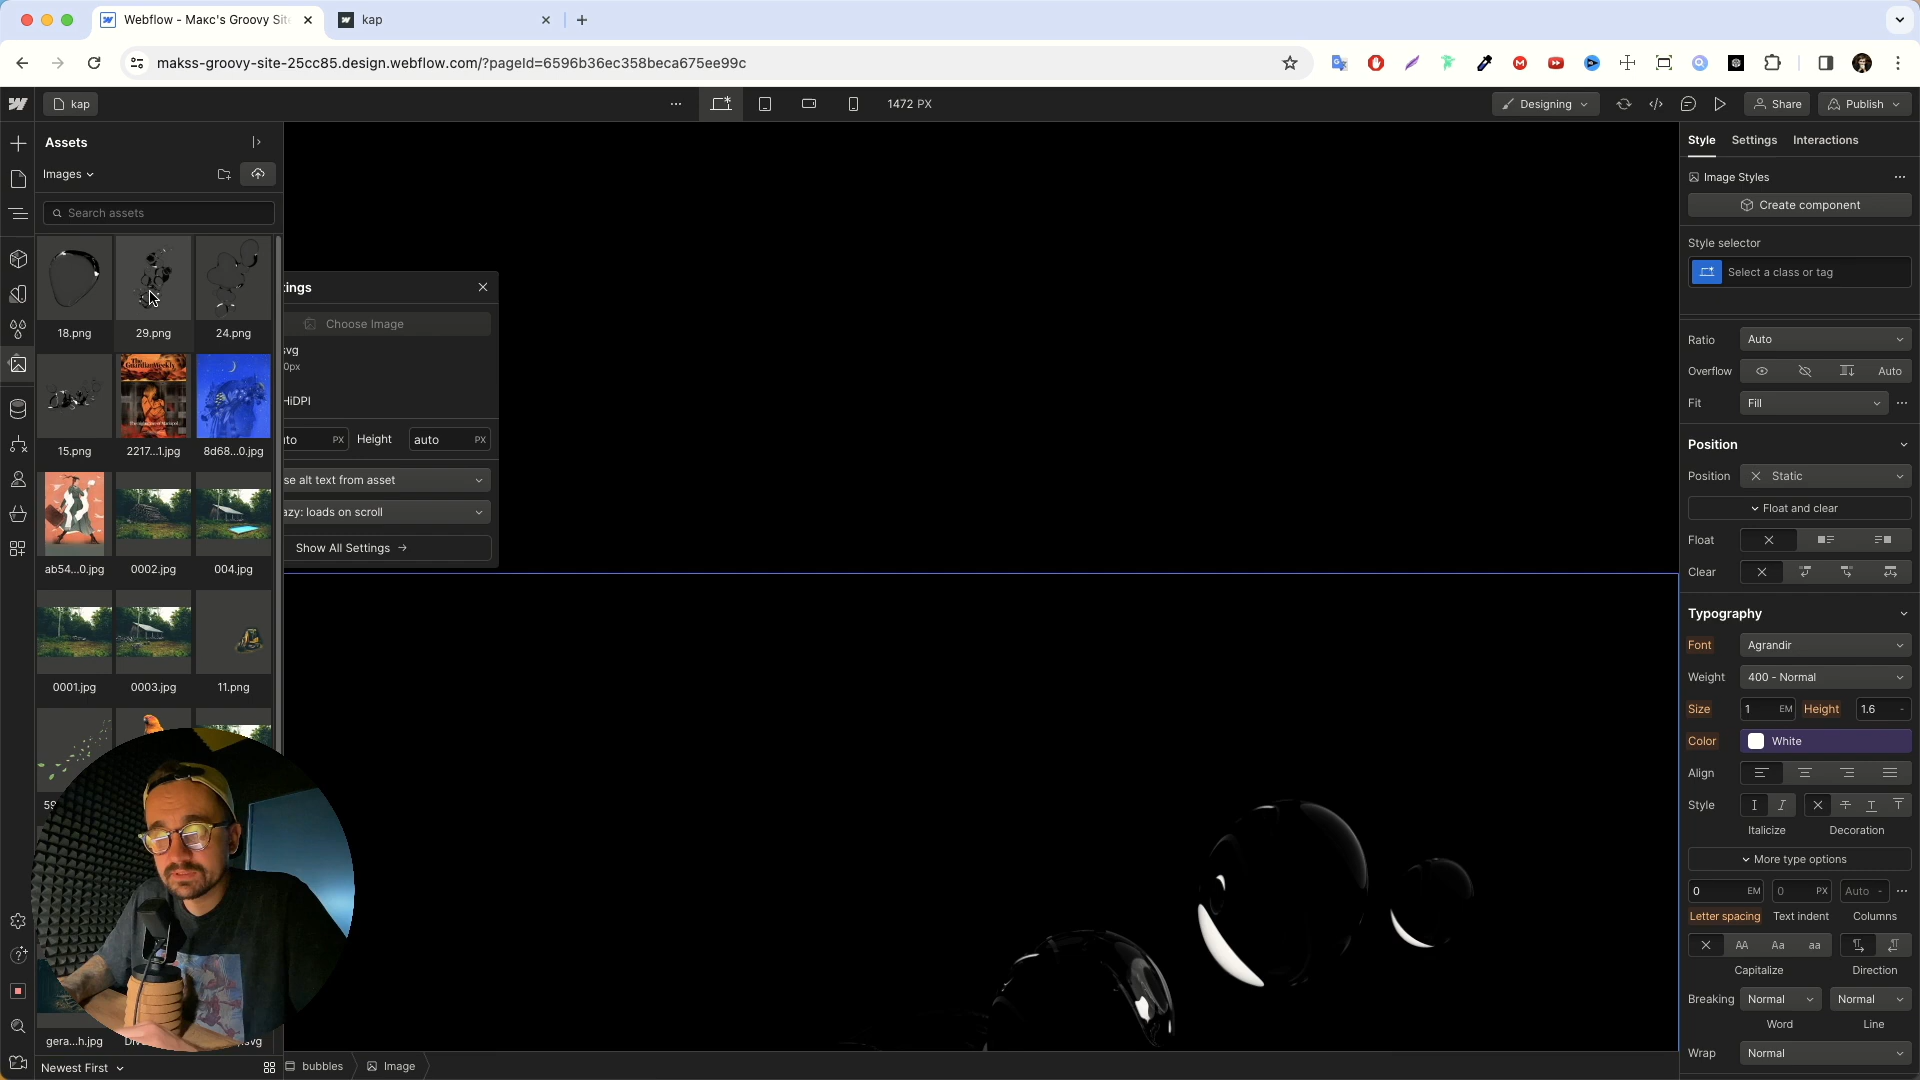 Webflow - Макс's Groovy Sit
kap
makss-groovy-site-25cc85.design.webflow.com/?pageId=6596b36ec358beca675ee99c
kap
1472 PX
Designing
Share
Publish
Assets
Images
Search assets
18.png
29.png
24.png
15.png
2217...1.jpg
8d68...0.jpg
ab54...0.jpg
0002.jpg
004.jpg
0001.jpg
0003.jpg
11.png
gera...h.jpg
Newest First
tings
Choose Image
svg
0px
HiDPI
uto PX Height auto PX
se alt text from asset
azy: loads on scroll
Show All Settings
bubbles
Image
Style Settings Interactions
Image Styles
Create component
Style selector
Select a class or tag
Ratio Auto
Overflow Auto
Fit Fill
Position
Position Static
Float and clear
Float
Clear
Typography
Font Agrandir
Weight 400 - Normal
Size 1 EM Height 1.6 -
Color White
Align
Style
Italicize Decoration
More type options
0 EM 0 PX Auto -
Letter spacing Text indent Columns
AA Aa aa
Capitalize Direction
Breaking Normal Normal
Word Line
Wrap Normal